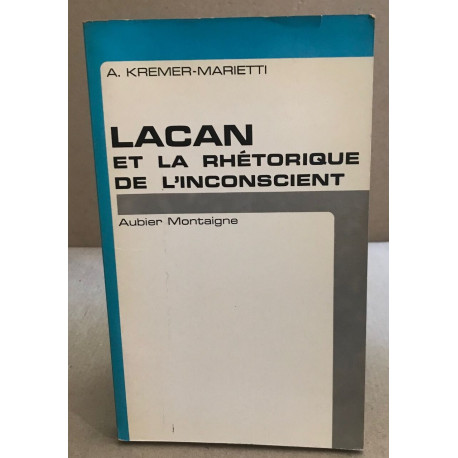 A. KREMER-MARIETTI
LACAN
ET LA RHÉTORIQUE
DE L'INCONSCIENT
Aubier Montaigne